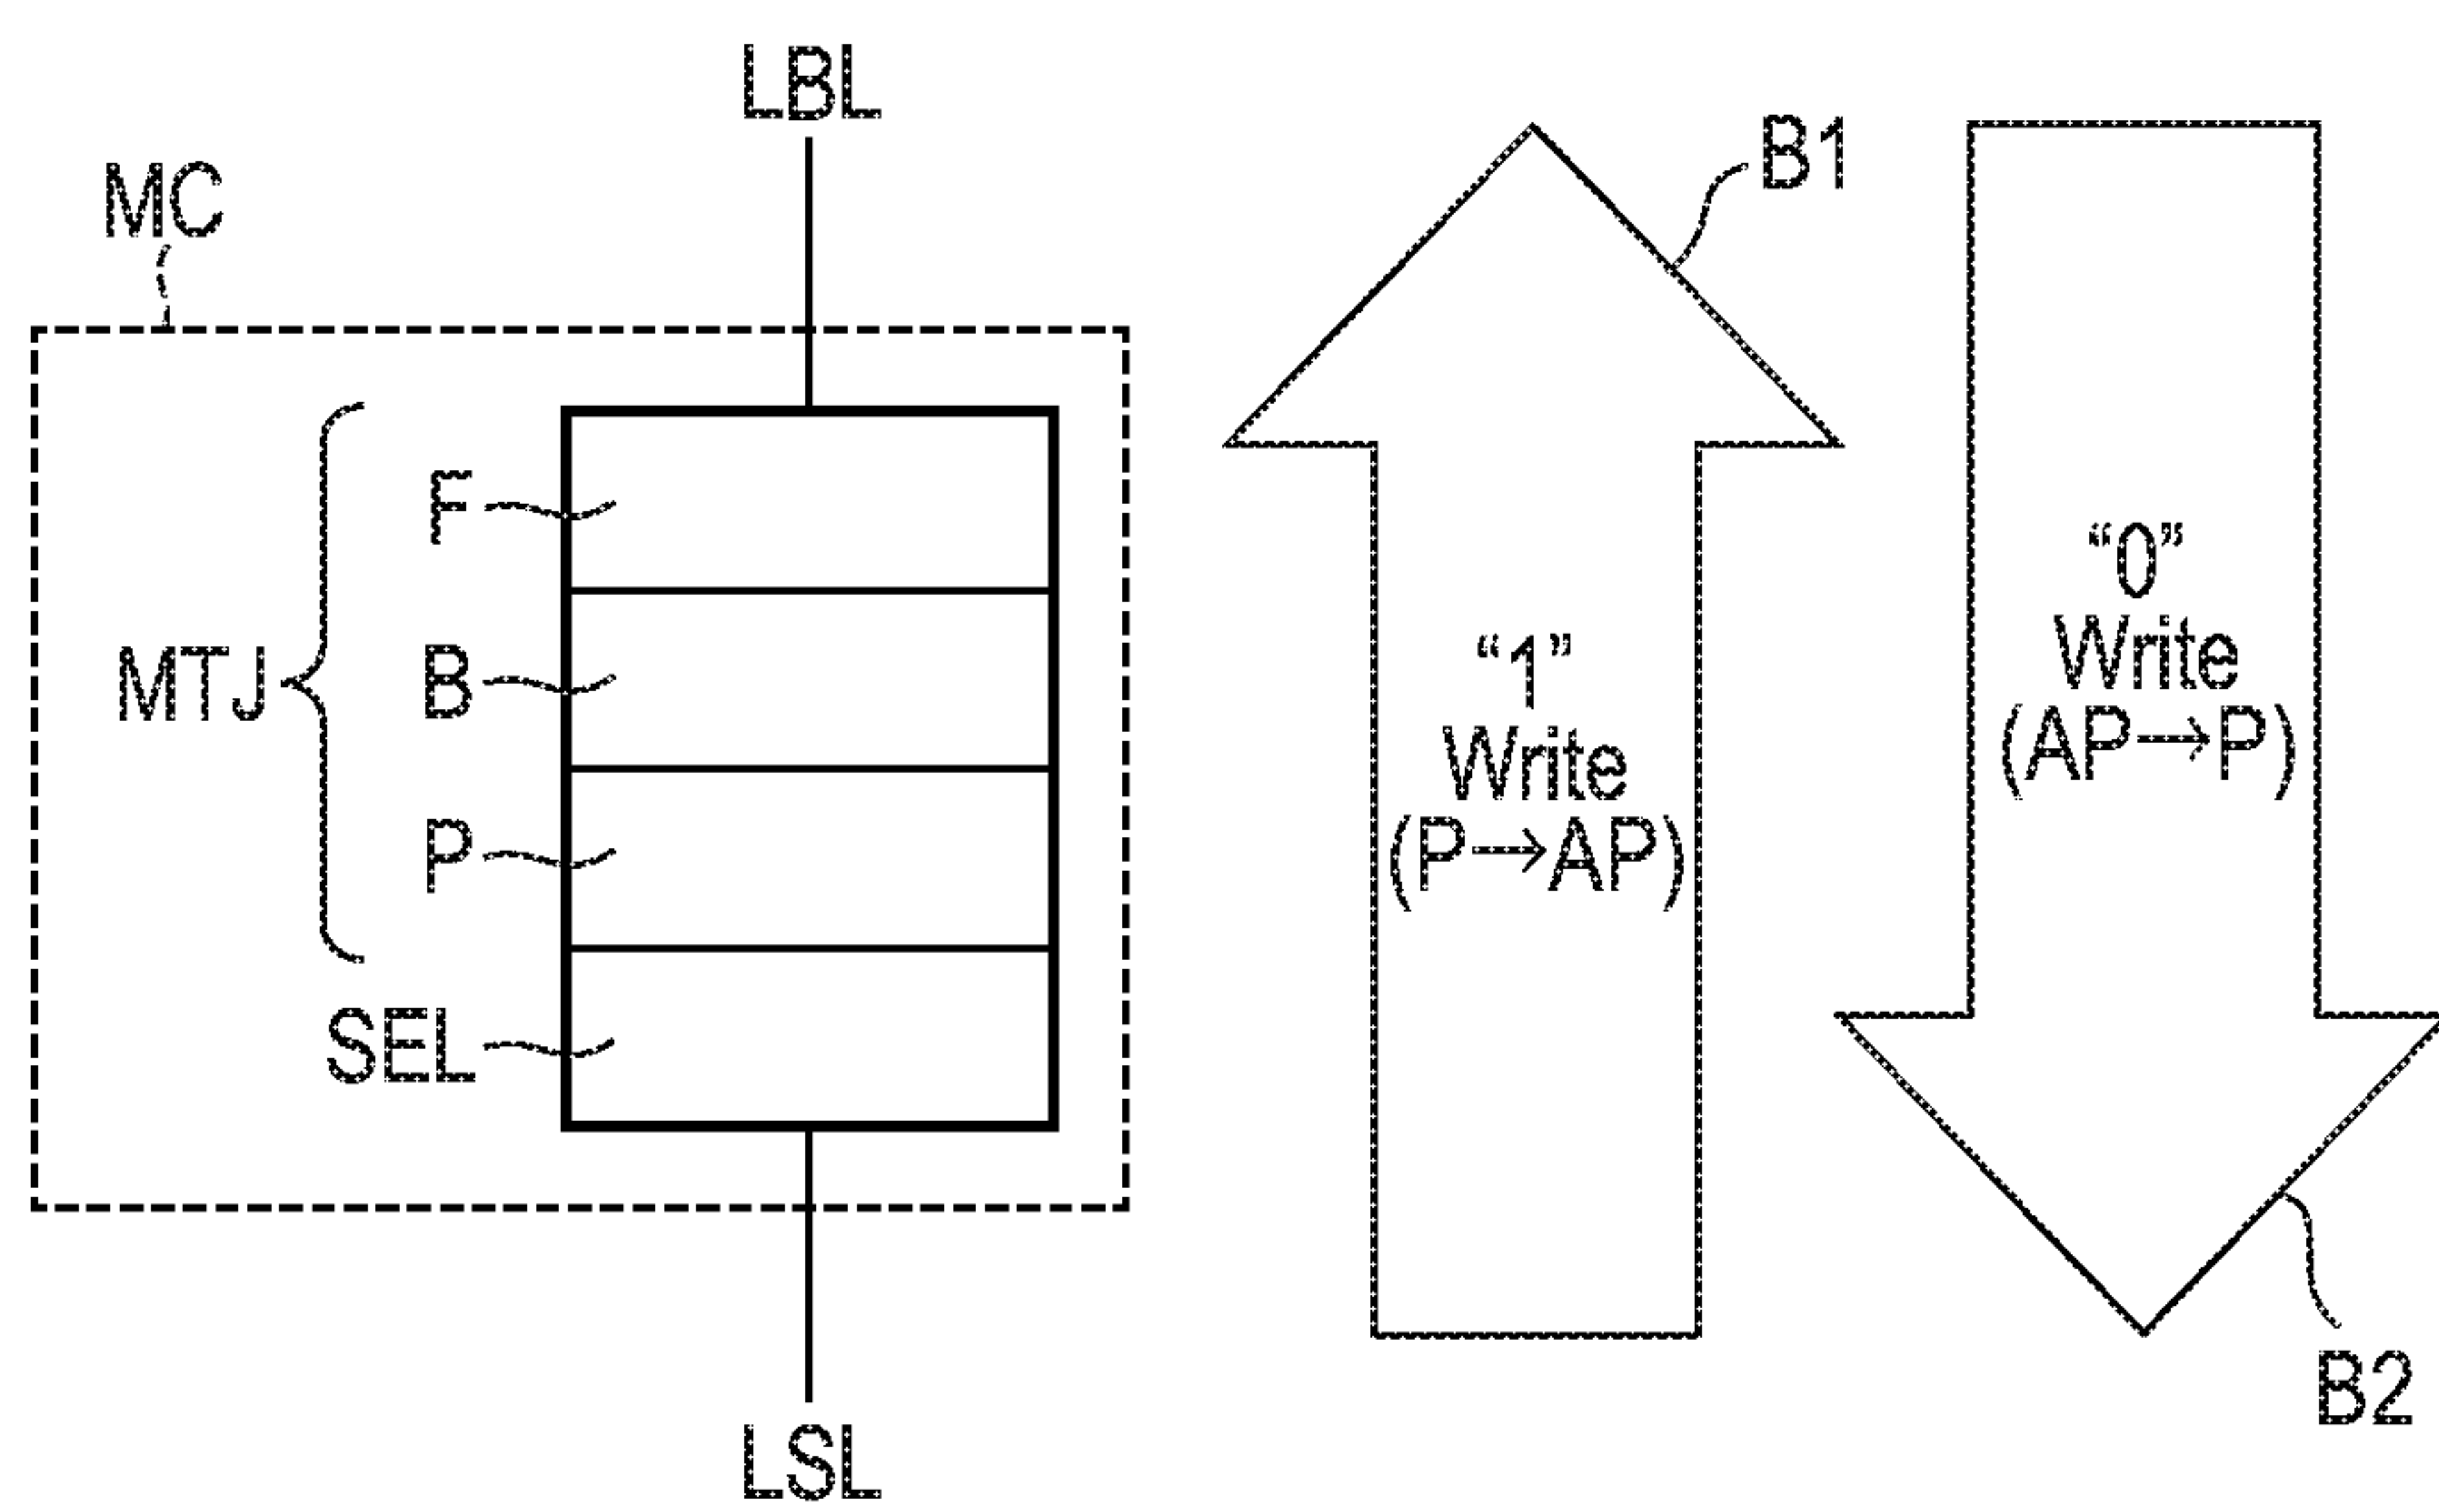 LBL
MC
B1
F
B
MTJ
P
SEL
LSL
“1”
Write
(P→AP)
“0”
Write
(AP→P)
B2